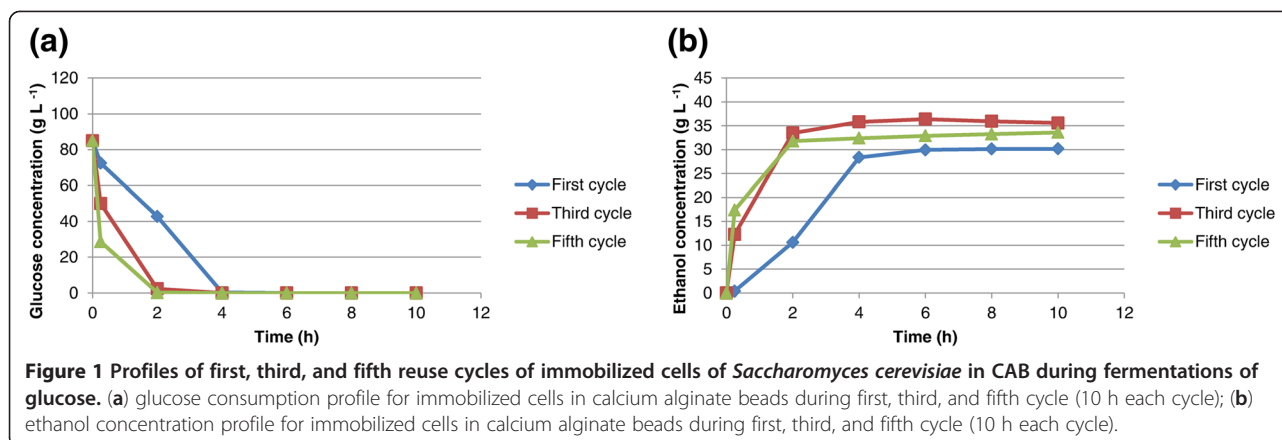 (a)
Glucose concentration (g L -1)
120
100
80
60
40
20
0
0 2 4 6 8 10 12
Time (h)
First cycle
Third cycle
Fifth cycle
(b)
Ethanol concentration (g L -1)
45
40
35
30
25
20
15
10
5
0
0 2 4 6 8 10 12
Time (h)
First cycle
Third cycle
Fifth cycle
Figure 1 Profiles of first, third, and fifth reuse cycles of immobilized cells of Saccharomyces cerevisiae in CAB during fermentations of
glucose. (a) glucose consumption profile for immobilized cells in calcium alginate beads during first, third, and fifth cycle (10 h each cycle); (b)
ethanol concentration profile for immobilized cells in calcium alginate beads during first, third, and fifth cycle (10 h each cycle).